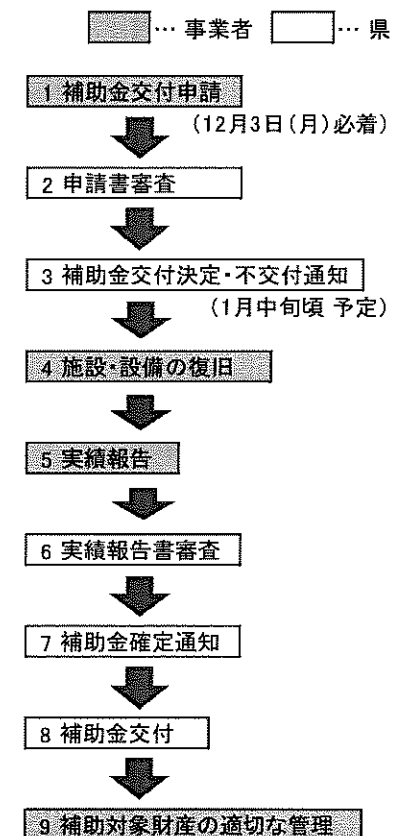 … 事業者 … 県
1 補助金交付申請
(12月3日(月)必着)
2 申請書審査
3 補助金交付決定・不交付通知
(1月中旬頃 予定)
4 施設・設備の復旧
5 実績報告
6 実績報告書審査
7 補助金確定通知
8 補助金交付
9 補助対象財産の適切な管理